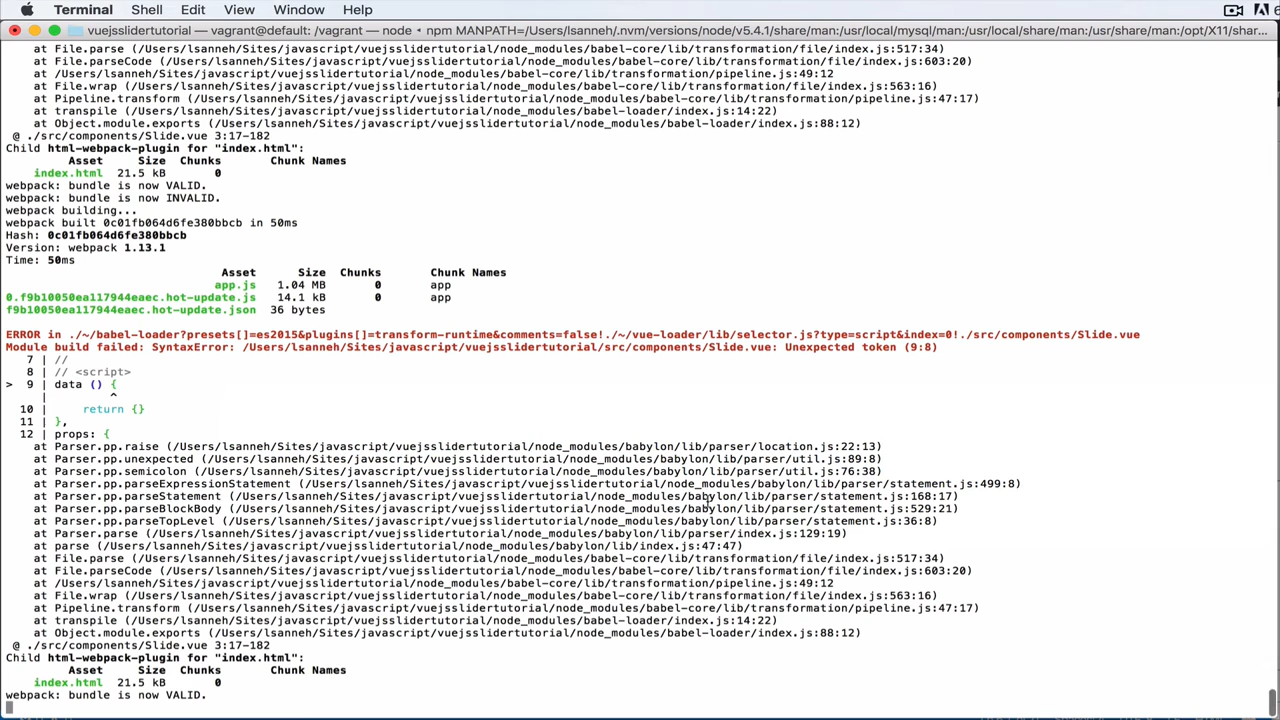 Terminal Shell Edit View Window Help
vuejsslidertutorial — vagrant@default: /vagrant — node ◂ npm MANPATH=/Users/lsanneh/.nvm/versions/node/v5.4.1/share/man:/usr/local/mysql/man:/usr/local/share/man:/usr/share/man:/opt/X11/shar...
at File.parse (/Users/lsanneh/Sites/javascript/vuejsslidertutorial/node_modules/babel-core/lib/transformation/file/index.js:517:34)
at File.parseCode (/Users/lsanneh/Sites/javascript/vuejsslidertutorial/node_modules/babel-core/lib/transformation/file/index.js:603:20)
at /Users/lsanneh/Sites/javascript/vuejsslidertutorial/node_modules/babel-core/lib/transformation/pipeline.js:49:12
at File.wrap (/Users/lsanneh/Sites/javascript/vuejsslidertutorial/node_modules/babel-core/lib/transformation/file/index.js:563:16)
at Pipeline.transform (/Users/lsanneh/Sites/javascript/vuejsslidertutorial/node_modules/babel-core/lib/transformation/pipeline.js:47:17)
at transpile (/Users/lsanneh/Sites/javascript/vuejsslidertutorial/node_modules/babel-loader/index.js:14:22)
at Object.module.exports (/Users/lsanneh/Sites/javascript/vuejsslidertutorial/node_modules/babel-loader/index.js:88:12)
@ ./src/components/Slide.vue 3:17-182
Child html-webpack-plugin for "index.html":
Asset Size Chunks Chunk Names
index.html 21.5 kB 0
webpack: bundle is now VALID.
webpack: bundle is now INVALID.
webpack building...
webpack built 0c01fb064d6fe380bbcb in 50ms
Hash: 0c01fb064d6fe380bbcb
Version: webpack 1.13.1
Time: 50ms
Asset Size Chunks Chunk Names
app.js 1.04 MB 0 app
0.f9b10050ea117944eaec.hot-update.js 14.1 kB 0 app
f9b10050ea117944eaec.hot-update.json 36 bytes
ERROR in ./~/babel-loader?presets[]=es2015&plugins[]=transform-runtime&comments=false!./~/vue-loader/lib/selector.js?type=script&index=0!./src/components/Slide.vue
Module build failed: SyntaxError: /Users/lsanneh/Sites/javascript/vuejsslidertutorial/src/components/Slide.vue: Unexpected token (9:8)
7 | //
8 | // <script>
> 9 | data () {
| ^
10 | return {}
11 | },
12 | props: {
at Parser.pp.raise (/Users/lsanneh/Sites/javascript/vuejsslidertutorial/node_modules/babylon/lib/parser/location.js:22:13)
at Parser.pp.unexpected (/Users/lsanneh/Sites/javascript/vuejsslidertutorial/node_modules/babylon/lib/parser/util.js:89:8)
at Parser.pp.semicolon (/Users/lsanneh/Sites/javascript/vuejsslidertutorial/node_modules/babylon/lib/parser/util.js:76:38)
at Parser.pp.parseExpressionStatement (/Users/lsanneh/Sites/javascript/vuejsslidertutorial/node_modules/babylon/lib/parser/statement.js:499:8)
at Parser.pp.parseStatement (/Users/lsanneh/Sites/javascript/vuejsslidertutorial/node_modules/babylon/lib/parser/statement.js:168:17)
at Parser.pp.parseBlockBody (/Users/lsanneh/Sites/javascript/vuejsslidertutorial/node_modules/babylon/lib/parser/statement.js:529:21)
at Parser.pp.parseTopLevel (/Users/lsanneh/Sites/javascript/vuejsslidertutorial/node_modules/babylon/lib/parser/statement.js:36:8)
at Parser.parse (/Users/lsanneh/Sites/javascript/vuejsslidertutorial/node_modules/babylon/lib/parser/index.js:129:19)
at parse (/Users/lsanneh/Sites/javascript/vuejsslidertutorial/node_modules/babylon/lib/index.js:47:47)
at File.parse (/Users/lsanneh/Sites/javascript/vuejsslidertutorial/node_modules/babel-core/lib/transformation/file/index.js:517:34)
at File.parseCode (/Users/lsanneh/Sites/javascript/vuejsslidertutorial/node_modules/babel-core/lib/transformation/file/index.js:603:20)
at /Users/lsanneh/Sites/javascript/vuejsslidertutorial/node_modules/babel-core/lib/transformation/pipeline.js:49:12
at File.wrap (/Users/lsanneh/Sites/javascript/vuejsslidertutorial/node_modules/babel-core/lib/transformation/file/index.js:563:16)
at Pipeline.transform (/Users/lsanneh/Sites/javascript/vuejsslidertutorial/node_modules/babel-core/lib/transformation/pipeline.js:47:17)
at transpile (/Users/lsanneh/Sites/javascript/vuejsslidertutorial/node_modules/babel-loader/index.js:14:22)
at Object.module.exports (/Users/lsanneh/Sites/javascript/vuejsslidertutorial/node_modules/babel-loader/index.js:88:12)
@ ./src/components/Slide.vue 3:17-182
Child html-webpack-plugin for "index.html":
Asset Size Chunks Chunk Names
index.html 21.5 kB 0
webpack: bundle is now VALID.